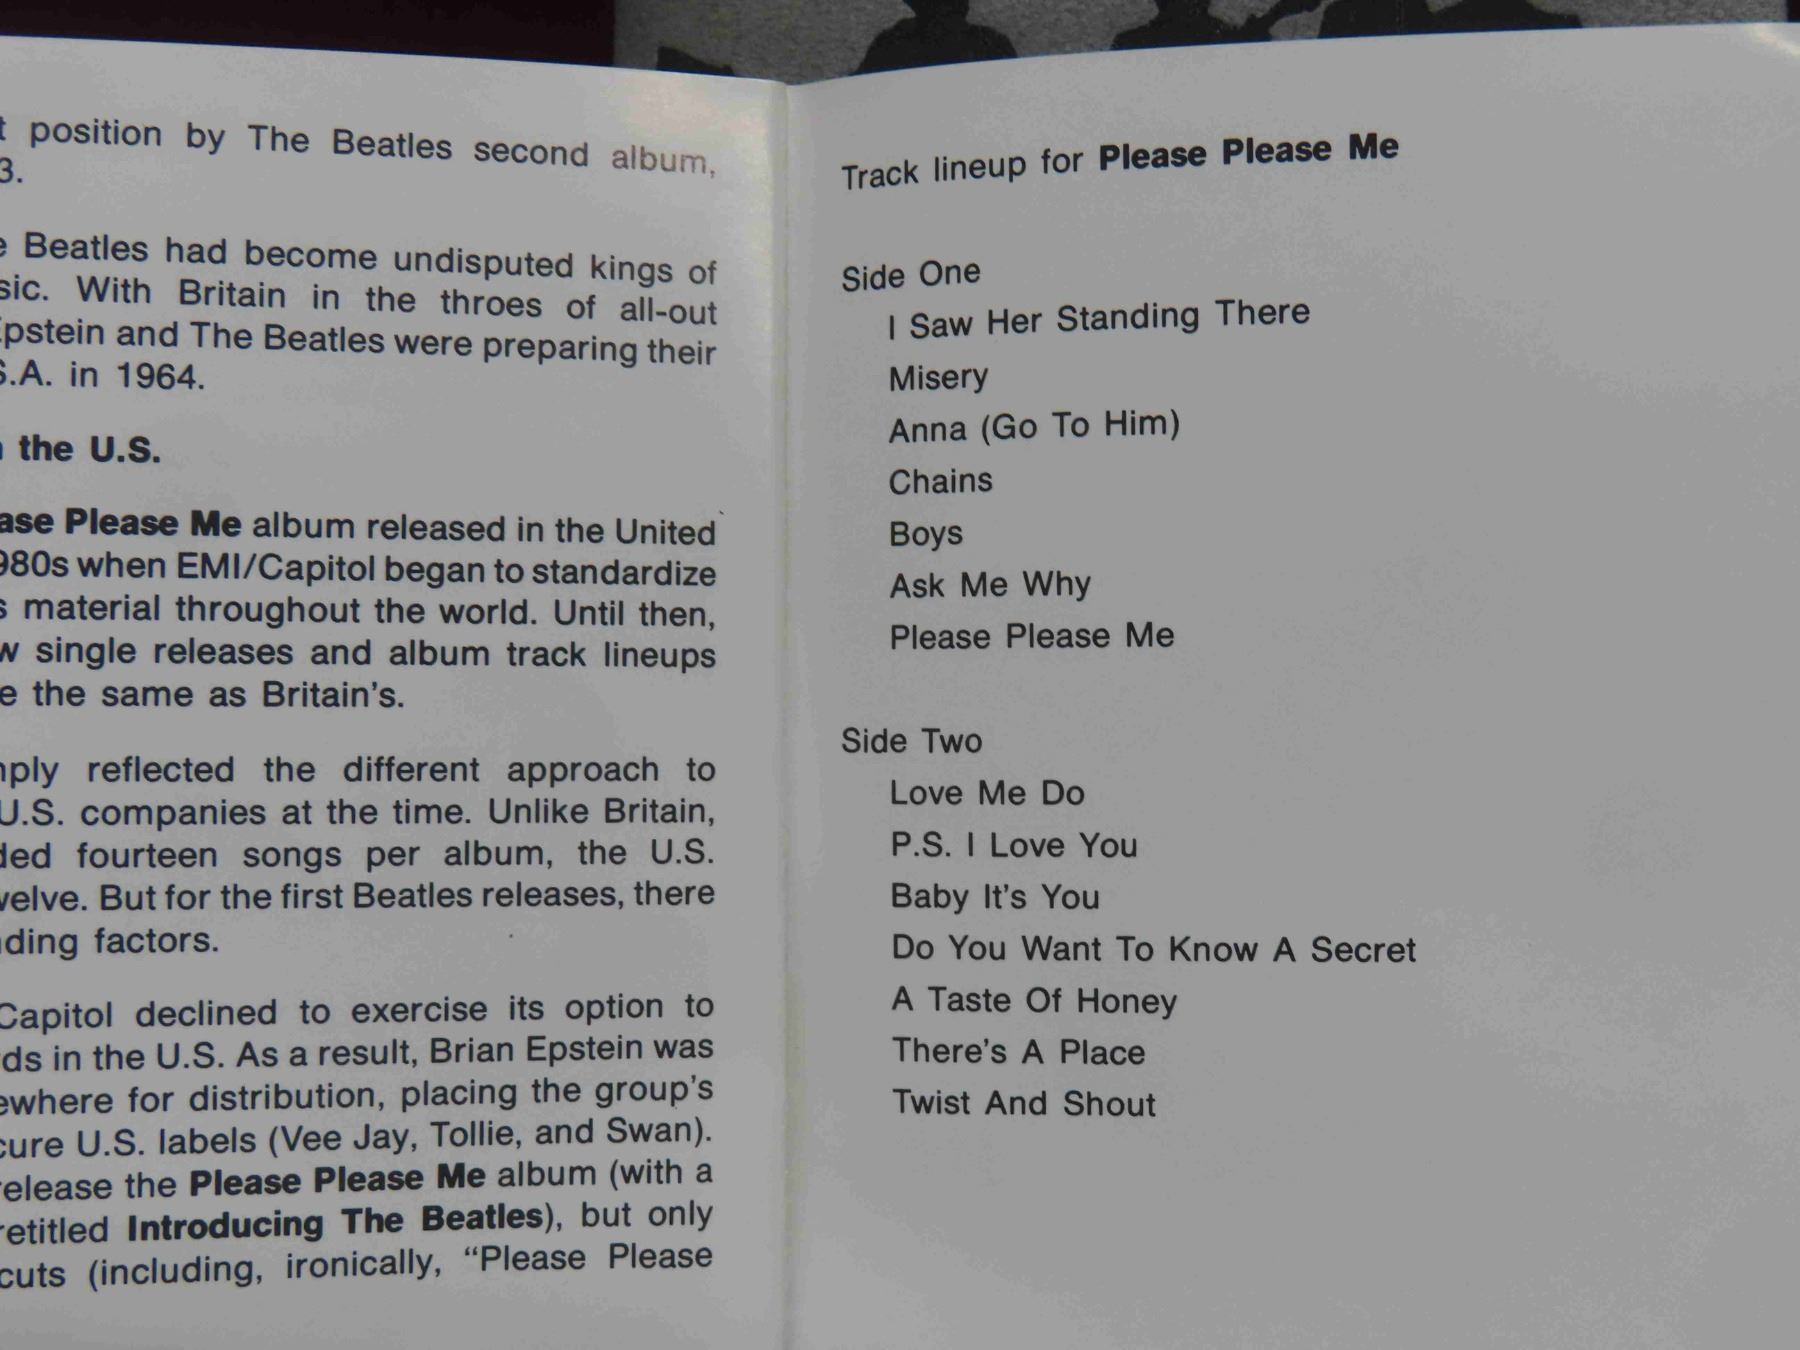 position by The Beatles second album,
3.
Beatles had become undisputed kings of
sic. With Britain in the throes of all-out
Epstein and The Beatles were preparing their
S.A. in 1964.
the U.S.
ase Please Me album released in the United
980s when EMI/Capitol began to standardize
s material throughout the world. Until then,
w single releases and album track lineups
e the same as Britain's.
mply reflected the different approach to
U.S. companies at the time. Unlike Britain,
ded fourteen songs per album, the U.S.
welve. But for the first Beatles releases, there
nding factors.
Capitol declined to exercise its option to
rds in the U.S. As a result, Brian Epstein was
ewhere for distribution, placing the group's
cure U.S. labels (Vee Jay, Tollie, and Swan).
release the Please Please Me album (with a
retitled Introducing The Beatles), but only
cuts (including, ironically, “Please Please
Track lineup for Please Please Me
Side One
I Saw Her Standing There
Misery
Anna (Go To Him)
Chains
Boys
Ask Me Why
Please Please Me
Side Two
Love Me Do
P.S. I Love You
Baby It's You
Do You Want To Know A Secret
A Taste Of Honey
There's A Place
Twist And Shout